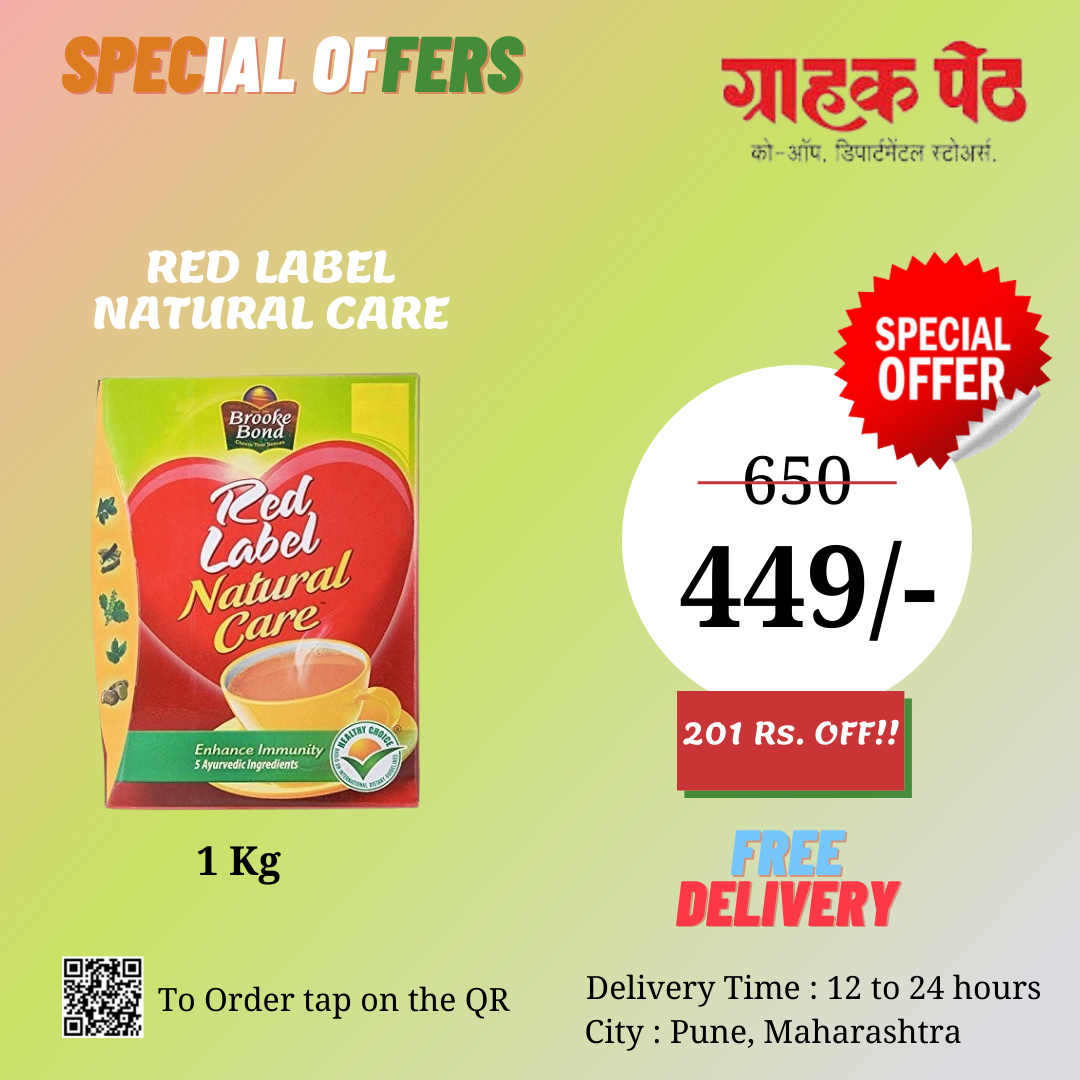 SPECIAL OFFERS
ग्राहक पेठ
को-ऑप. डिपार्टमेंटल स्टोअर्स.
RED LABEL
NATURAL CARE
SPECIAL
OFFER
Brooke
Bond
Red
Label
Natural
Care
Enhance Immunity
5 Ayurvedic Ingredients
HEALTHY CHOICE
650
449/-
201 Rs. OFF!!
1 Kg
FREE
DELIVERY
To Order tap on the QR
Delivery Time : 12 to 24 hours
City : Pune, Maharashtra